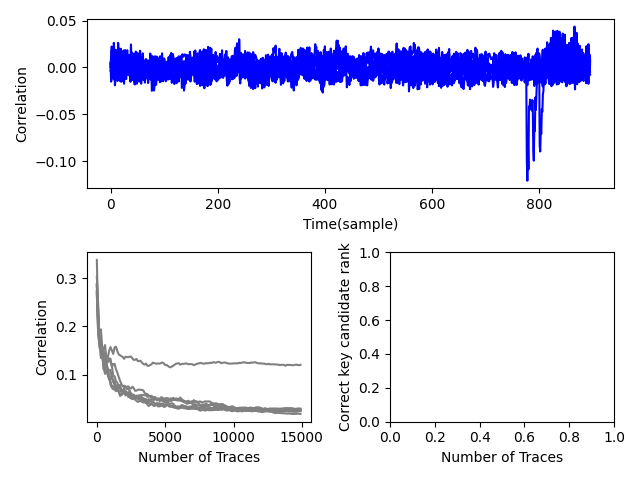 0.05
0.00
−0.05
−0.10
Correlation
0 200 400 600 800
Time(sample)
0.3
0.2
0.1
Correlation
0 5000 10000 15000
Number of Traces
1.0
0.8
0.6
0.4
0.2
0.0
Correct key candidate rank
0.0 0.2 0.4 0.6 0.8 1.0
Number of Traces